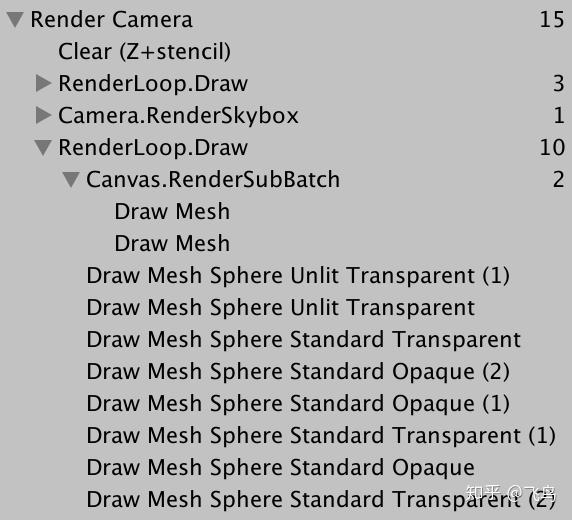 Render Camera 15
Clear (Z+stencil)
RenderLoop.Draw 3
Camera.RenderSkybox 1
RenderLoop.Draw 10
Canvas.RenderSubBatch 2
Draw Mesh
Draw Mesh
Draw Mesh Sphere Unlit Transparent (1)
Draw Mesh Sphere Unlit Transparent
Draw Mesh Sphere Standard Transparent
Draw Mesh Sphere Standard Opaque (2)
Draw Mesh Sphere Standard Opaque (1)
Draw Mesh Sphere Standard Transparent (1)
Draw Mesh Sphere Standard Opaque
Draw Mesh Sphere Standard Transparent (2)
知乎 @飞鸟